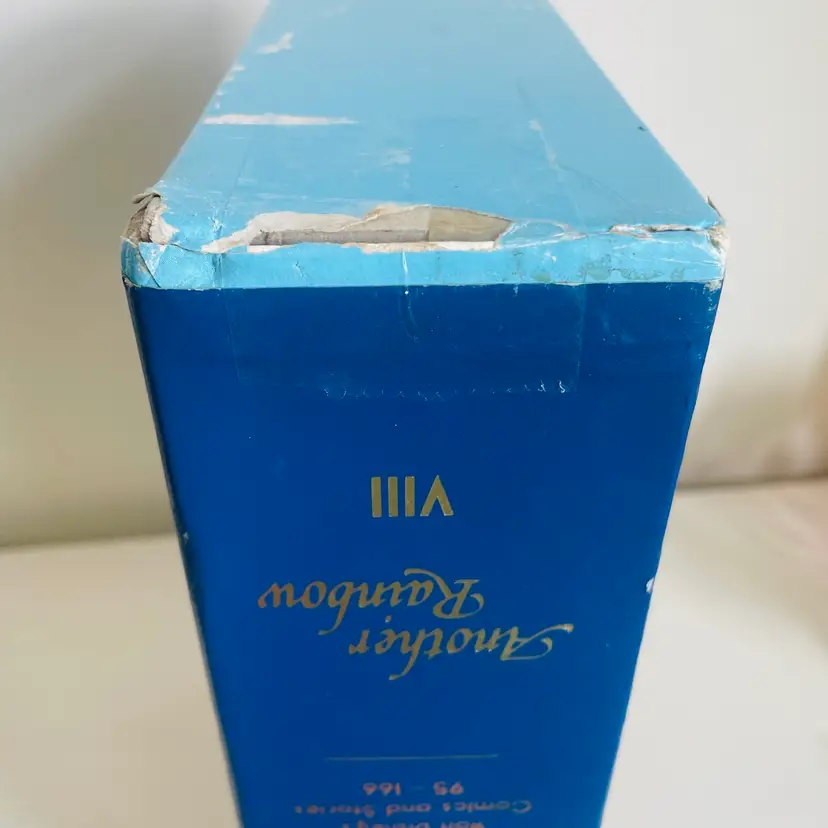 Walt Disney's
Comics and Stories
95 - 166
Another
Rainbow
VIII